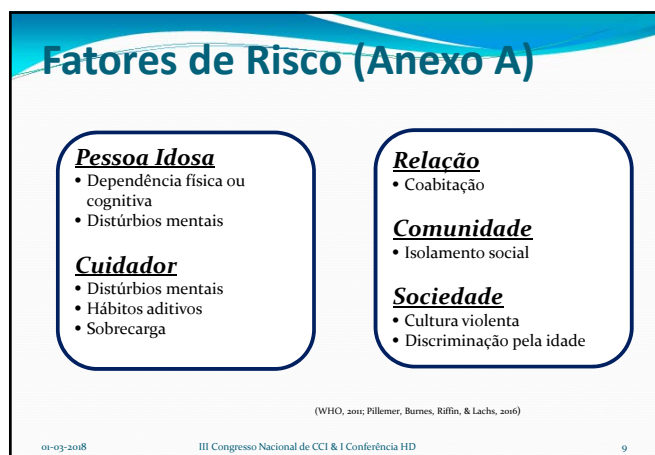 Fatores de Risco (Anexo A)
Pessoa Idosa
• Dependência física ou
cognitiva
• Distúrbios mentais
Cuidador
• Distúrbios mentais
• Hábitos aditivos
• Sobrecarga
Relação
• Coabitação
Comunidade
• Isolamento social
Sociedade
• Cultura violenta
• Discriminação pela idade
(WHO, 2011; Pillemer, Burnes, Riffin, & Lachs, 2016)
01-03-2018 III Congresso Nacional de CCI & I Conferência HD 9